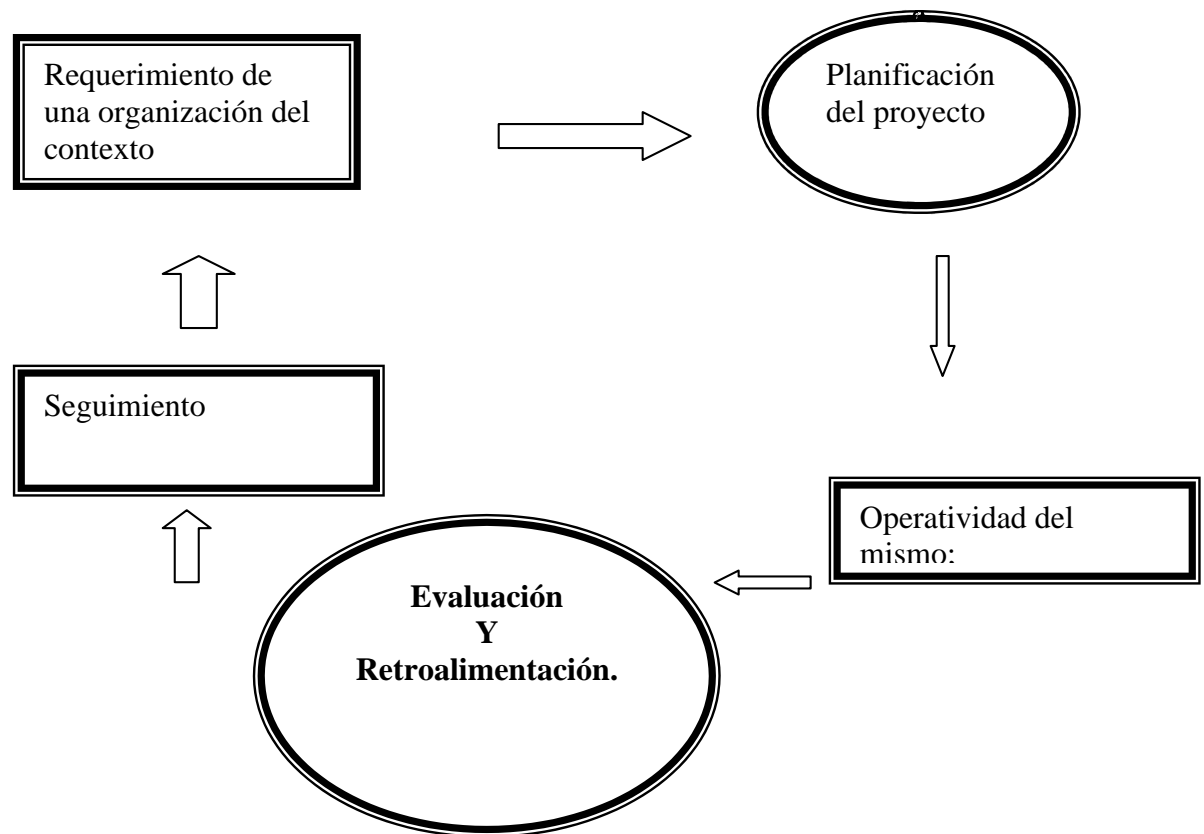 Requerimiento de
una organización del
contexto
Planificación
del proyecto
Seguimiento
Operatividad del
mismo;
Evaluación
Y
Retroalimentación.